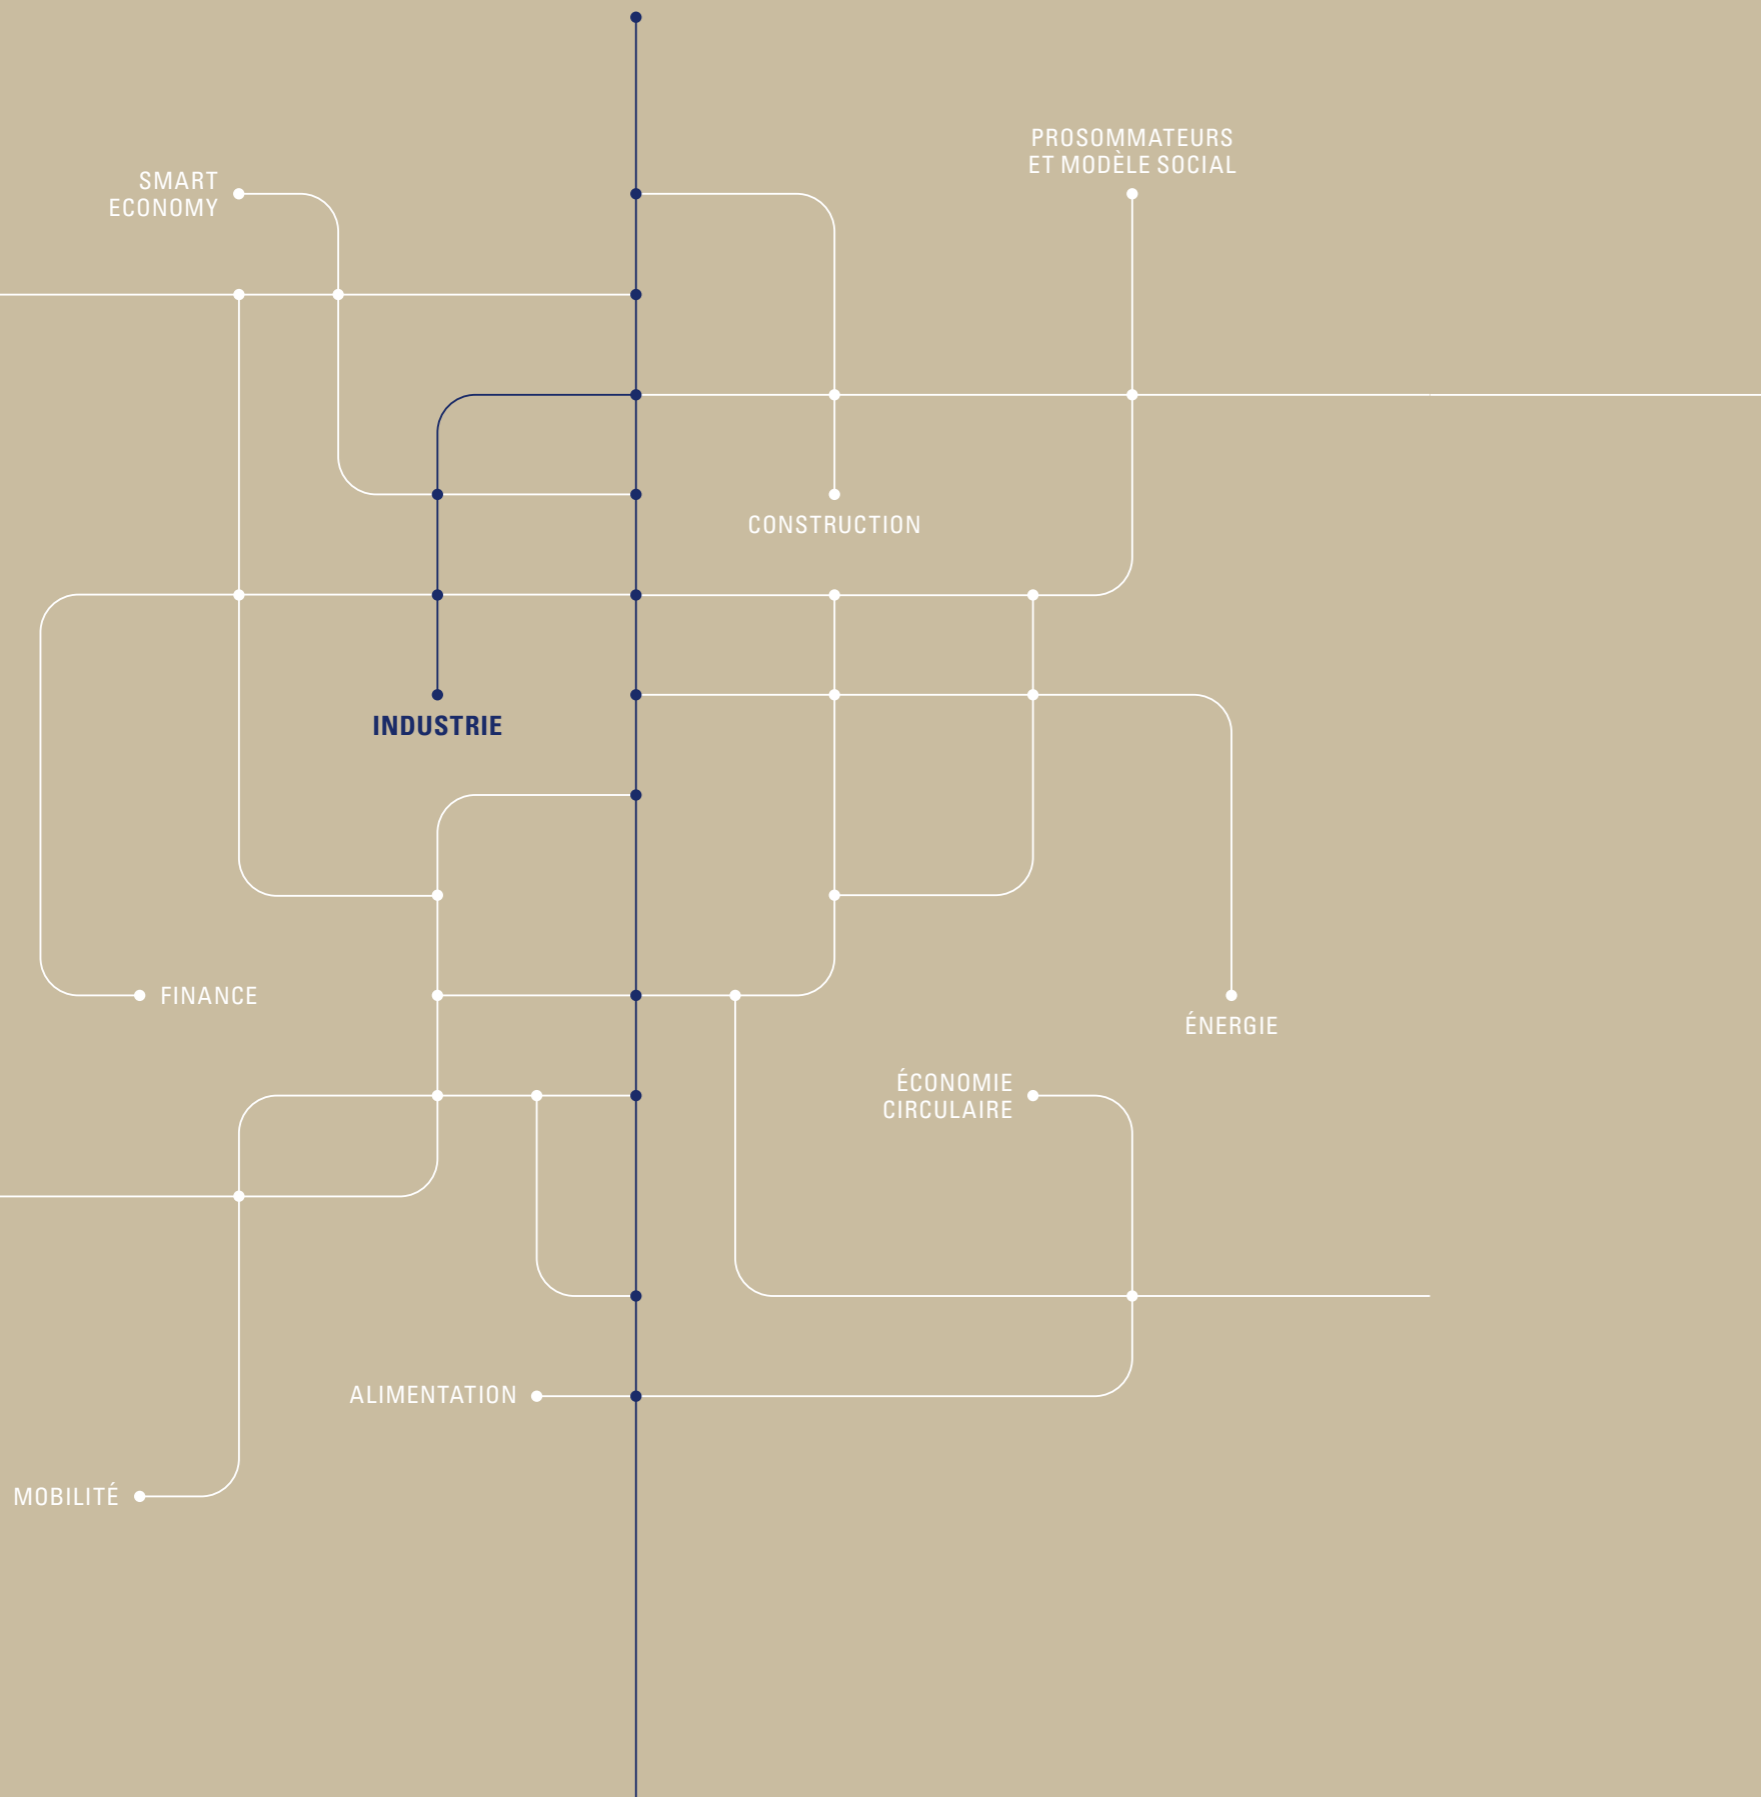 PROSOMMATEURS
ET MODÈLE SOCIAL
SMART
ECONOMY
CONSTRUCTION
INDUSTRIE
FINANCE
ÉNERGIE
ÉCONOMIE
CIRCULAIRE
ALIMENTATION
MOBILITÉ